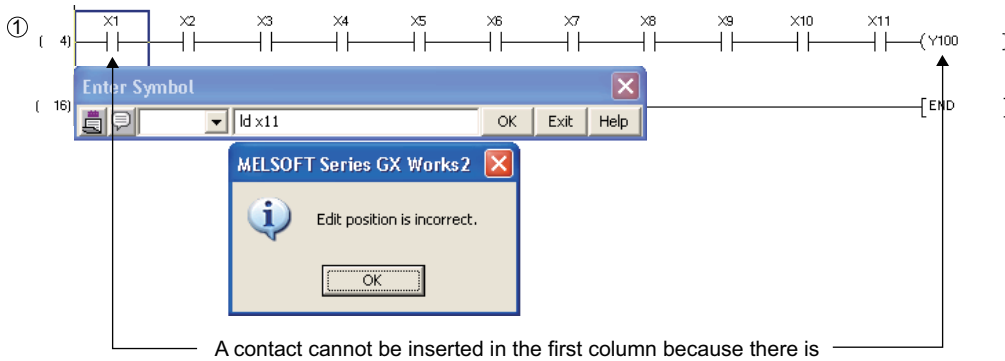 ①
X1 X2 X3 X4 X5 X6 X7 X8 X9 X10 X11
( 4) (Y100
Enter Symbol
ld x11 OK Exit Help
( 16) [END ]
MELSOFT Series GX Works2
Edit position is incorrect.
OK
A contact cannot be inserted in the first column because there is